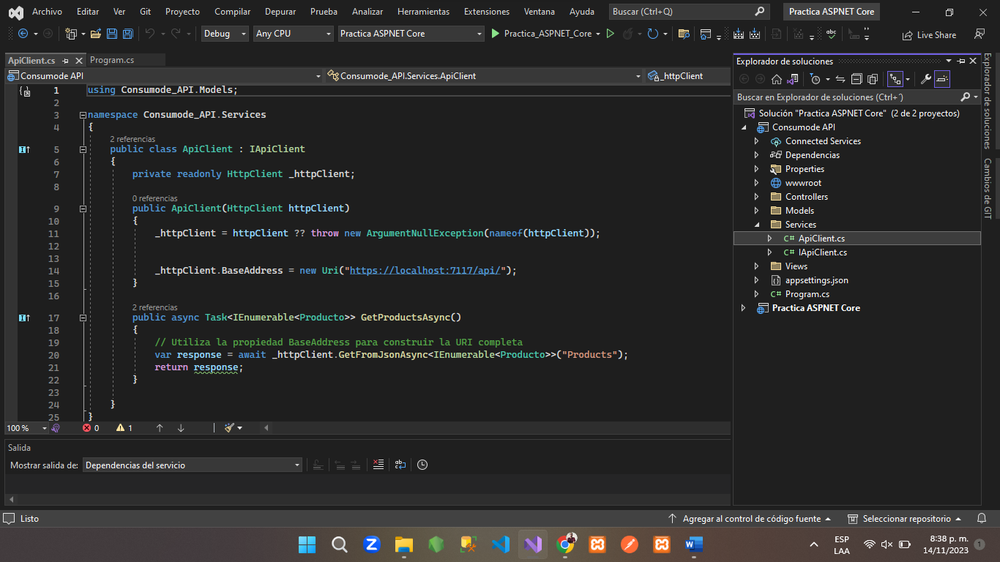 Archivo Editar Ver Git Proyecto Compilar Depurar Prueba Analizar Herramientas Extensiones Ventana Ayuda Buscar (Ctrl+Q) Practica ASPNET Core
Debug Any CPU Practica ASPNET Core Practica_ASPNET_Core Live Share
ApiClient.cs Program.cs
Consumode API Consumode_API.Services.ApiClient _httpClient
1 using Consumode_API.Models;
2
3 namespace Consumode_API.Services
4 {
2 referencias
5 public class ApiClient : IApiClient
6 {
7 private readonly HttpClient _httpClient;
8
0 referencias
9 public ApiClient(HttpClient httpClient)
10 {
11 _httpClient = httpClient ?? throw new ArgumentNullException(nameof(httpClient));
12
13
14 _httpClient.BaseAddress = new Uri("https://localhost:7117/api/");
15 }
16
2 referencias
17 public async Task<IEnumerable<Producto>> GetProductsAsync()
18 {
19 // Utiliza la propiedad BaseAddress para construir la URI completa
20 var response = await _httpClient.GetFromJsonAsync<IEnumerable<Producto>>("Products");
21 return response;
22 }
23
24 }
25 }
100 % 0 1
Salida
Mostrar salida de: Dependencias del servicio
Explorador de soluciones
Buscar en Explorador de soluciones (Ctrl+´)
Solución "Practica ASPNET Core" (2 de 2 proyectos)
Consumode API
Connected Services
Dependencias
Properties
wwwroot
Controllers
Models
Services
C# ApiClient.cs
C# IApiClient.cs
Views
appsettings.json
C# Program.cs
Practica ASPNET Core
Explorador de soluciones
Cambios de GIT
Listo Agregar al control de código fuente Seleccionar repositorio
ESP
LAA
8:38 p. m.
14/11/2023
1